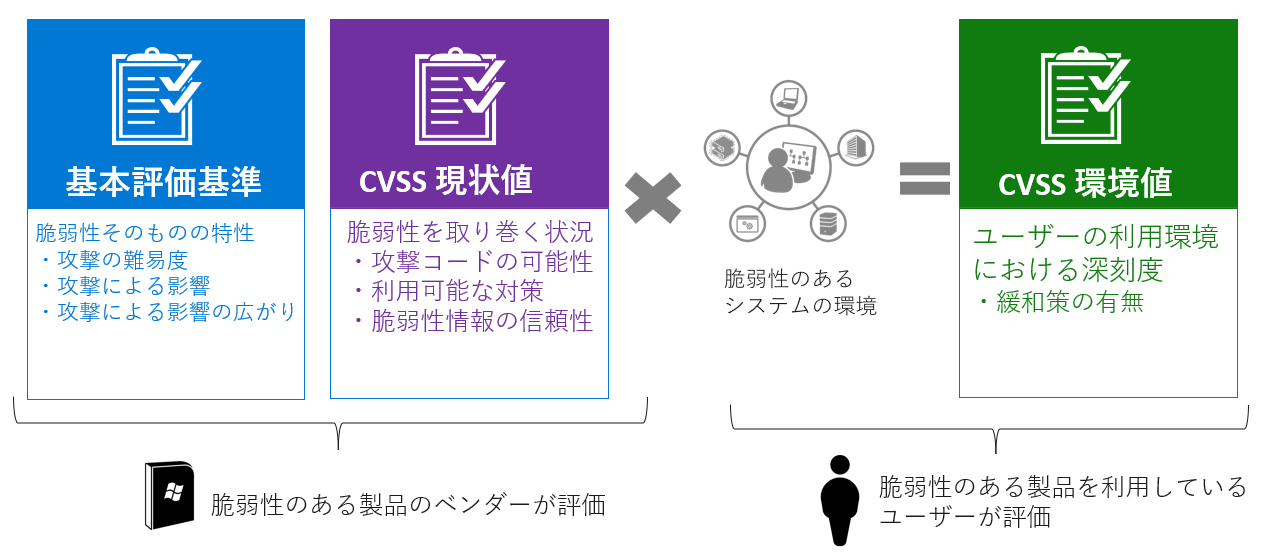 基本評価基準
脆弱性そのものの特性
・攻撃の難易度
・攻撃による影響
・攻撃による影響の広がり
CVSS 現状値
脆弱性を取り巻く状況
・攻撃コードの可能性
・利用可能な対策
・脆弱性情報の信頼性
脆弱性のある
システムの環境
CVSS 環境値
ユーザーの利用環境
における深刻度
・緩和策の有無
脆弱性のある製品のベンダーが評価
脆弱性のある製品を利用している
ユーザーが評価